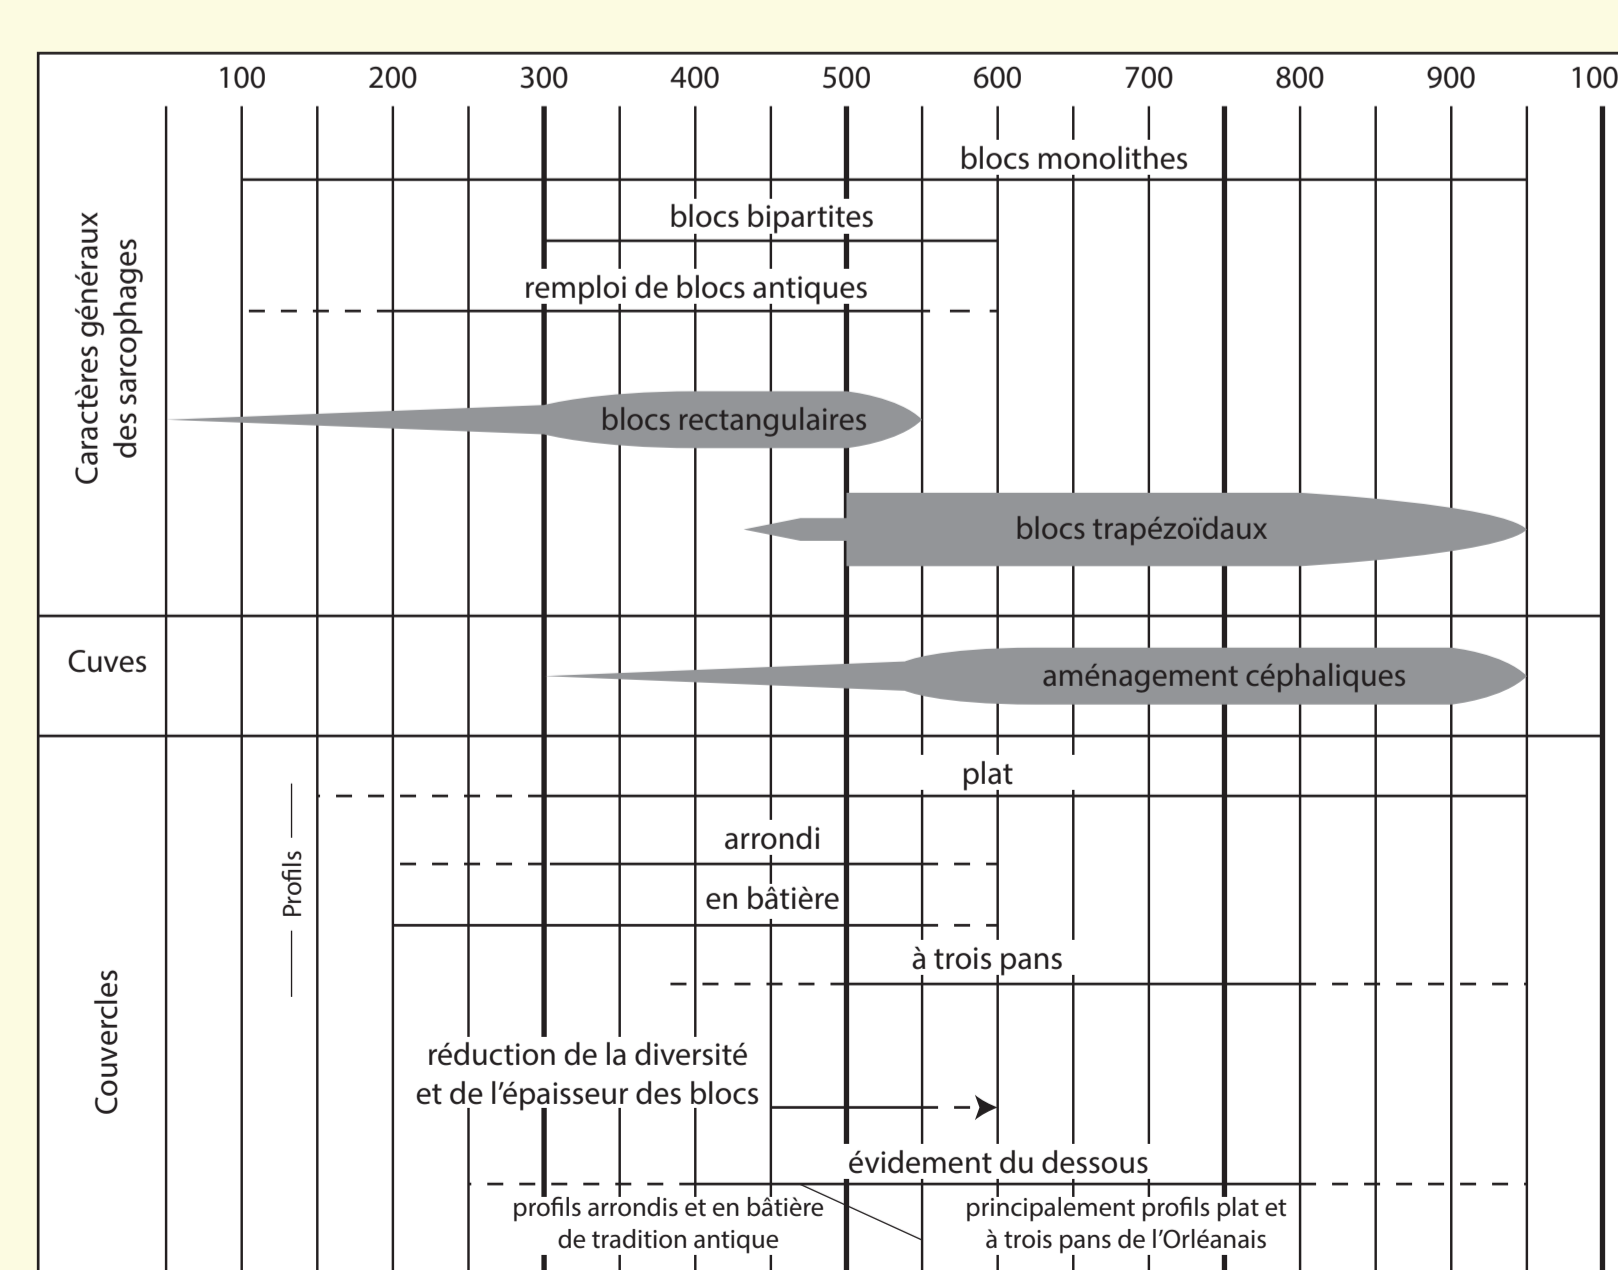 100 200 300 400 500 600 700 800 900 100
Caractères généraux
des sarcophages
blocs monolithes
blocs bipartites
remploi de blocs antiques
blocs rectangulaires
blocs trapézoïdaux
Cuves
aménagement céphaliques
Couvercles
Profils
plat
arrondi
en bâtière
à trois pans
réduction de la diversité
et de l'épaisseur des blocs
évidement du dessous
profils arrondis et en bâtière
de tradition antique
principalement profils plat et
à trois pans de l'Orléanais